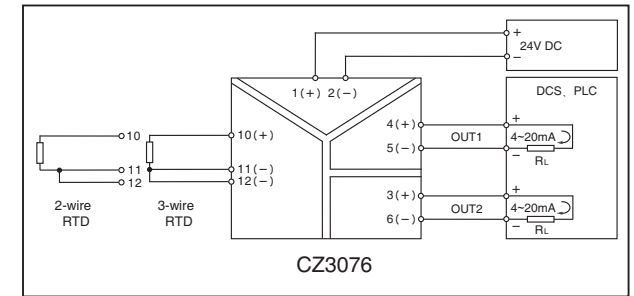 +
24V DC
−
1(+) 2(−)
DCS、PLC
10
10(+)
4(+)
OUT1
+
4~20mA
5(−)
−
RL
11
11(−)
12
12(−)
3(+)
OUT2
+
4~20mA
6(−)
−
RL
2-wire
RTD
3-wire
RTD
CZ3076